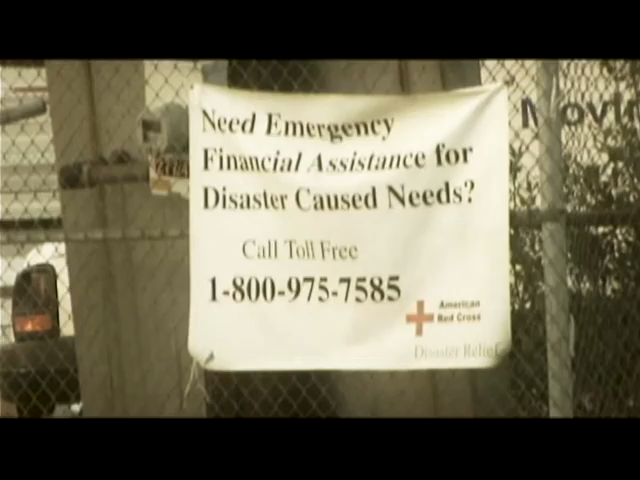 Need Emergency
Financial Assistance for
Disaster Caused Needs?
Call Toll Free
1-800-975-7585
American
Red Cross
Disaster Relief